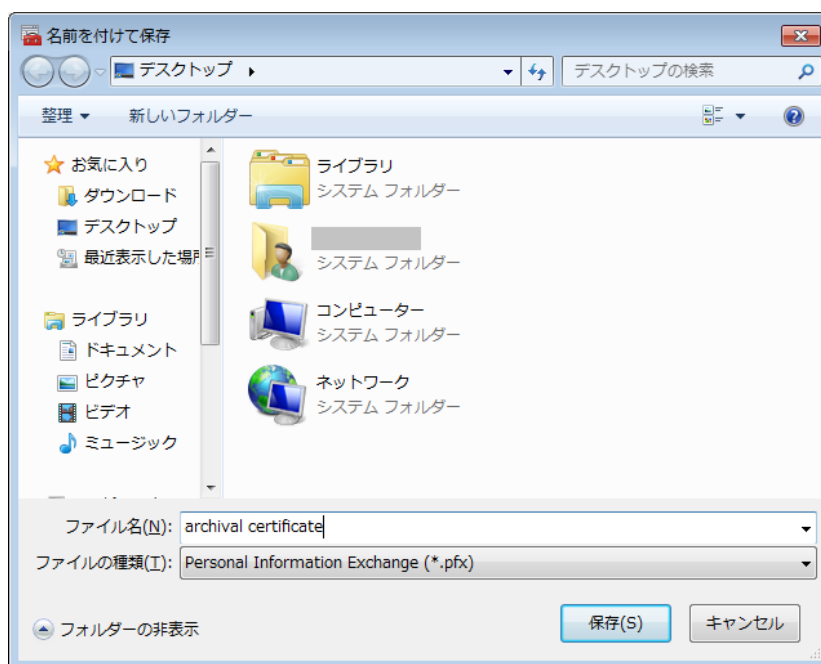 名前を付けて保存
デスクトップ
デスクトップの検索
整理
新しいフォルダー
お気に入り
ダウンロード
デスクトップ
最近表示した場所
ライブラリ
ドキュメント
ピクチャ
ビデオ
ミュージック
ライブラリ
システム フォルダー
システム フォルダー
コンピューター
システム フォルダー
ネットワーク
システム フォルダー
ファイル名(N): archival certificate
ファイルの種類(T): Personal Information Exchange (*.pfx)
フォルダーの非表示
保存(S)
キャンセル